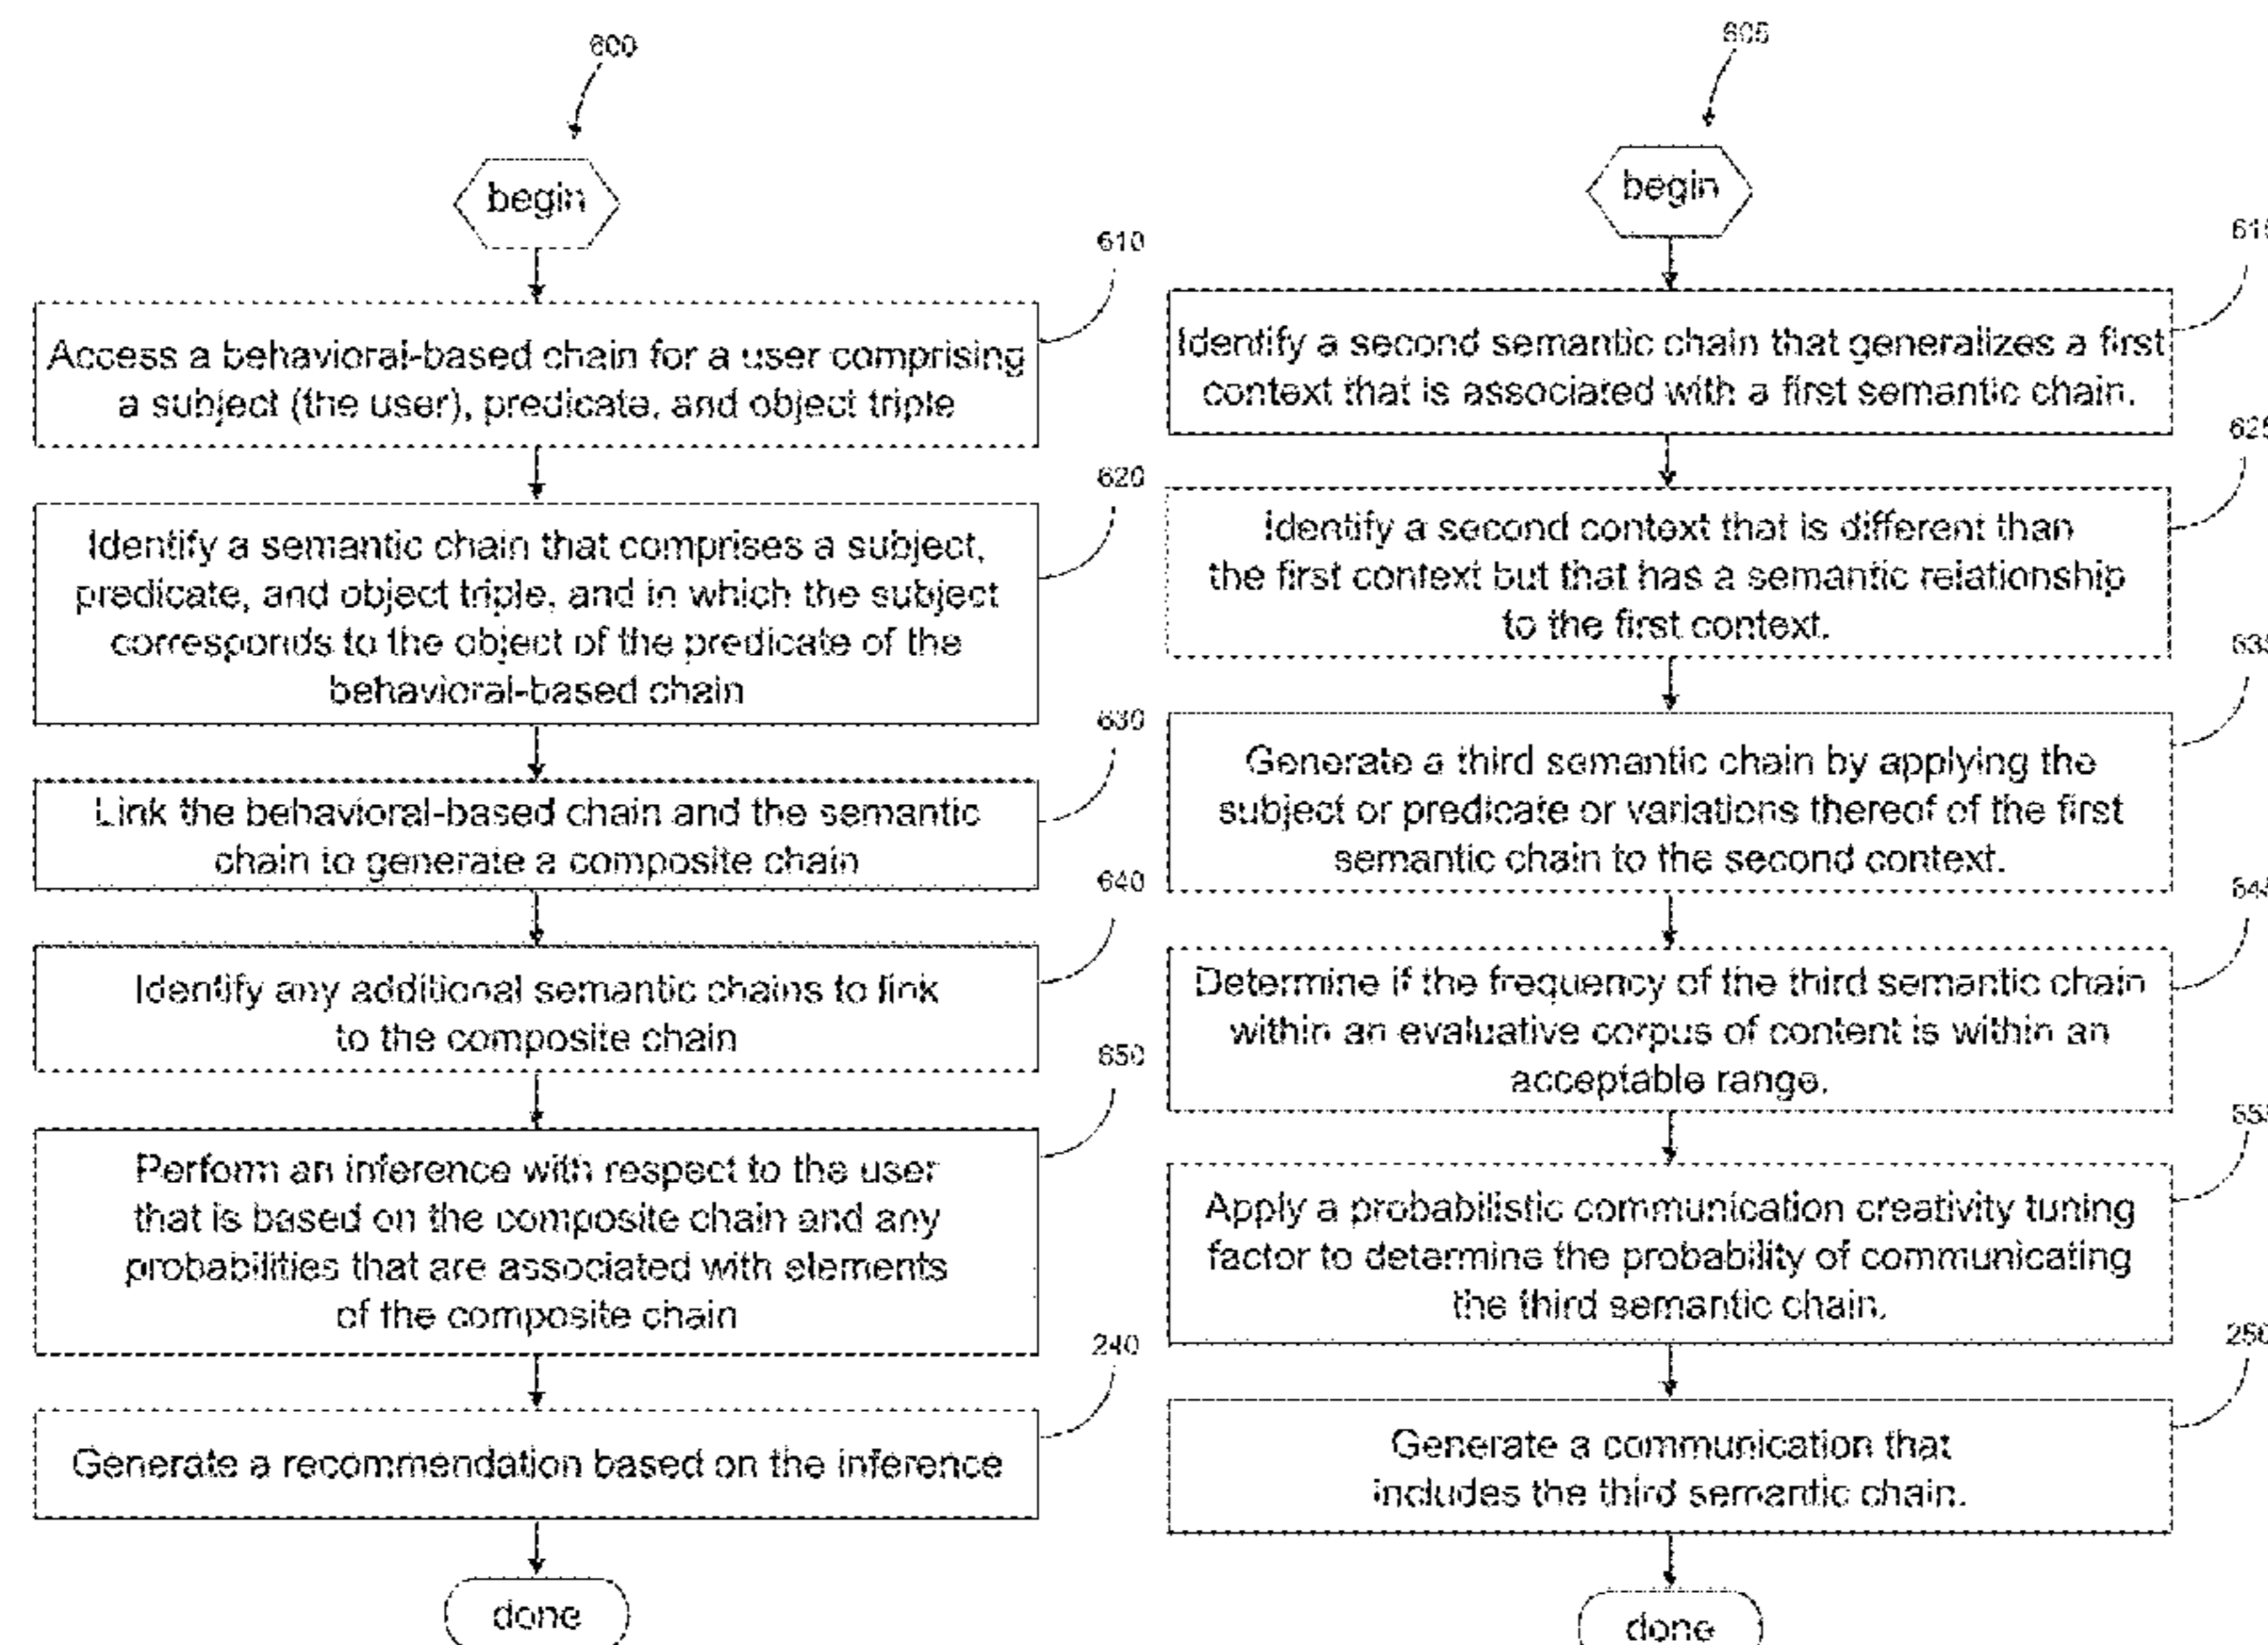 600
begin
610
Access a behavioral-based chain for a user comprising
a subject (the user), predicate, and object triple
620
Identify a semantic chain that comprises a subject,
predicate, and object triple, and in which the subject
corresponds to the object of the predicate of the
behavioral-based chain
630
Link the behavioral-based chain and the semantic
chain to generate a composite chain
640
Identify any additional semantic chains to link
to the composite chain
650
Perform an inference with respect to the user
that is based on the composite chain and any
probabilities that are associated with elements
of the composite chain
240
Generate a recommendation based on the inference
done
605
begin
615
Identify a second semantic chain that generalizes a first
context that is associated with a first semantic chain.
625
Identify a second context that is different than
the first context but that has a semantic relationship
to the first context.
635
Generate a third semantic chain by applying the
subject or predicate or variations thereof of the first
semantic chain to the second context.
645
Determine if the frequency of the third semantic chain
within an evaluative corpus of content is within an
acceptable range.
655
Apply a probabilistic communication creativity tuning
factor to determine the probability of communicating
the third semantic chain.
250
Generate a communication that
includes the third semantic chain.
done